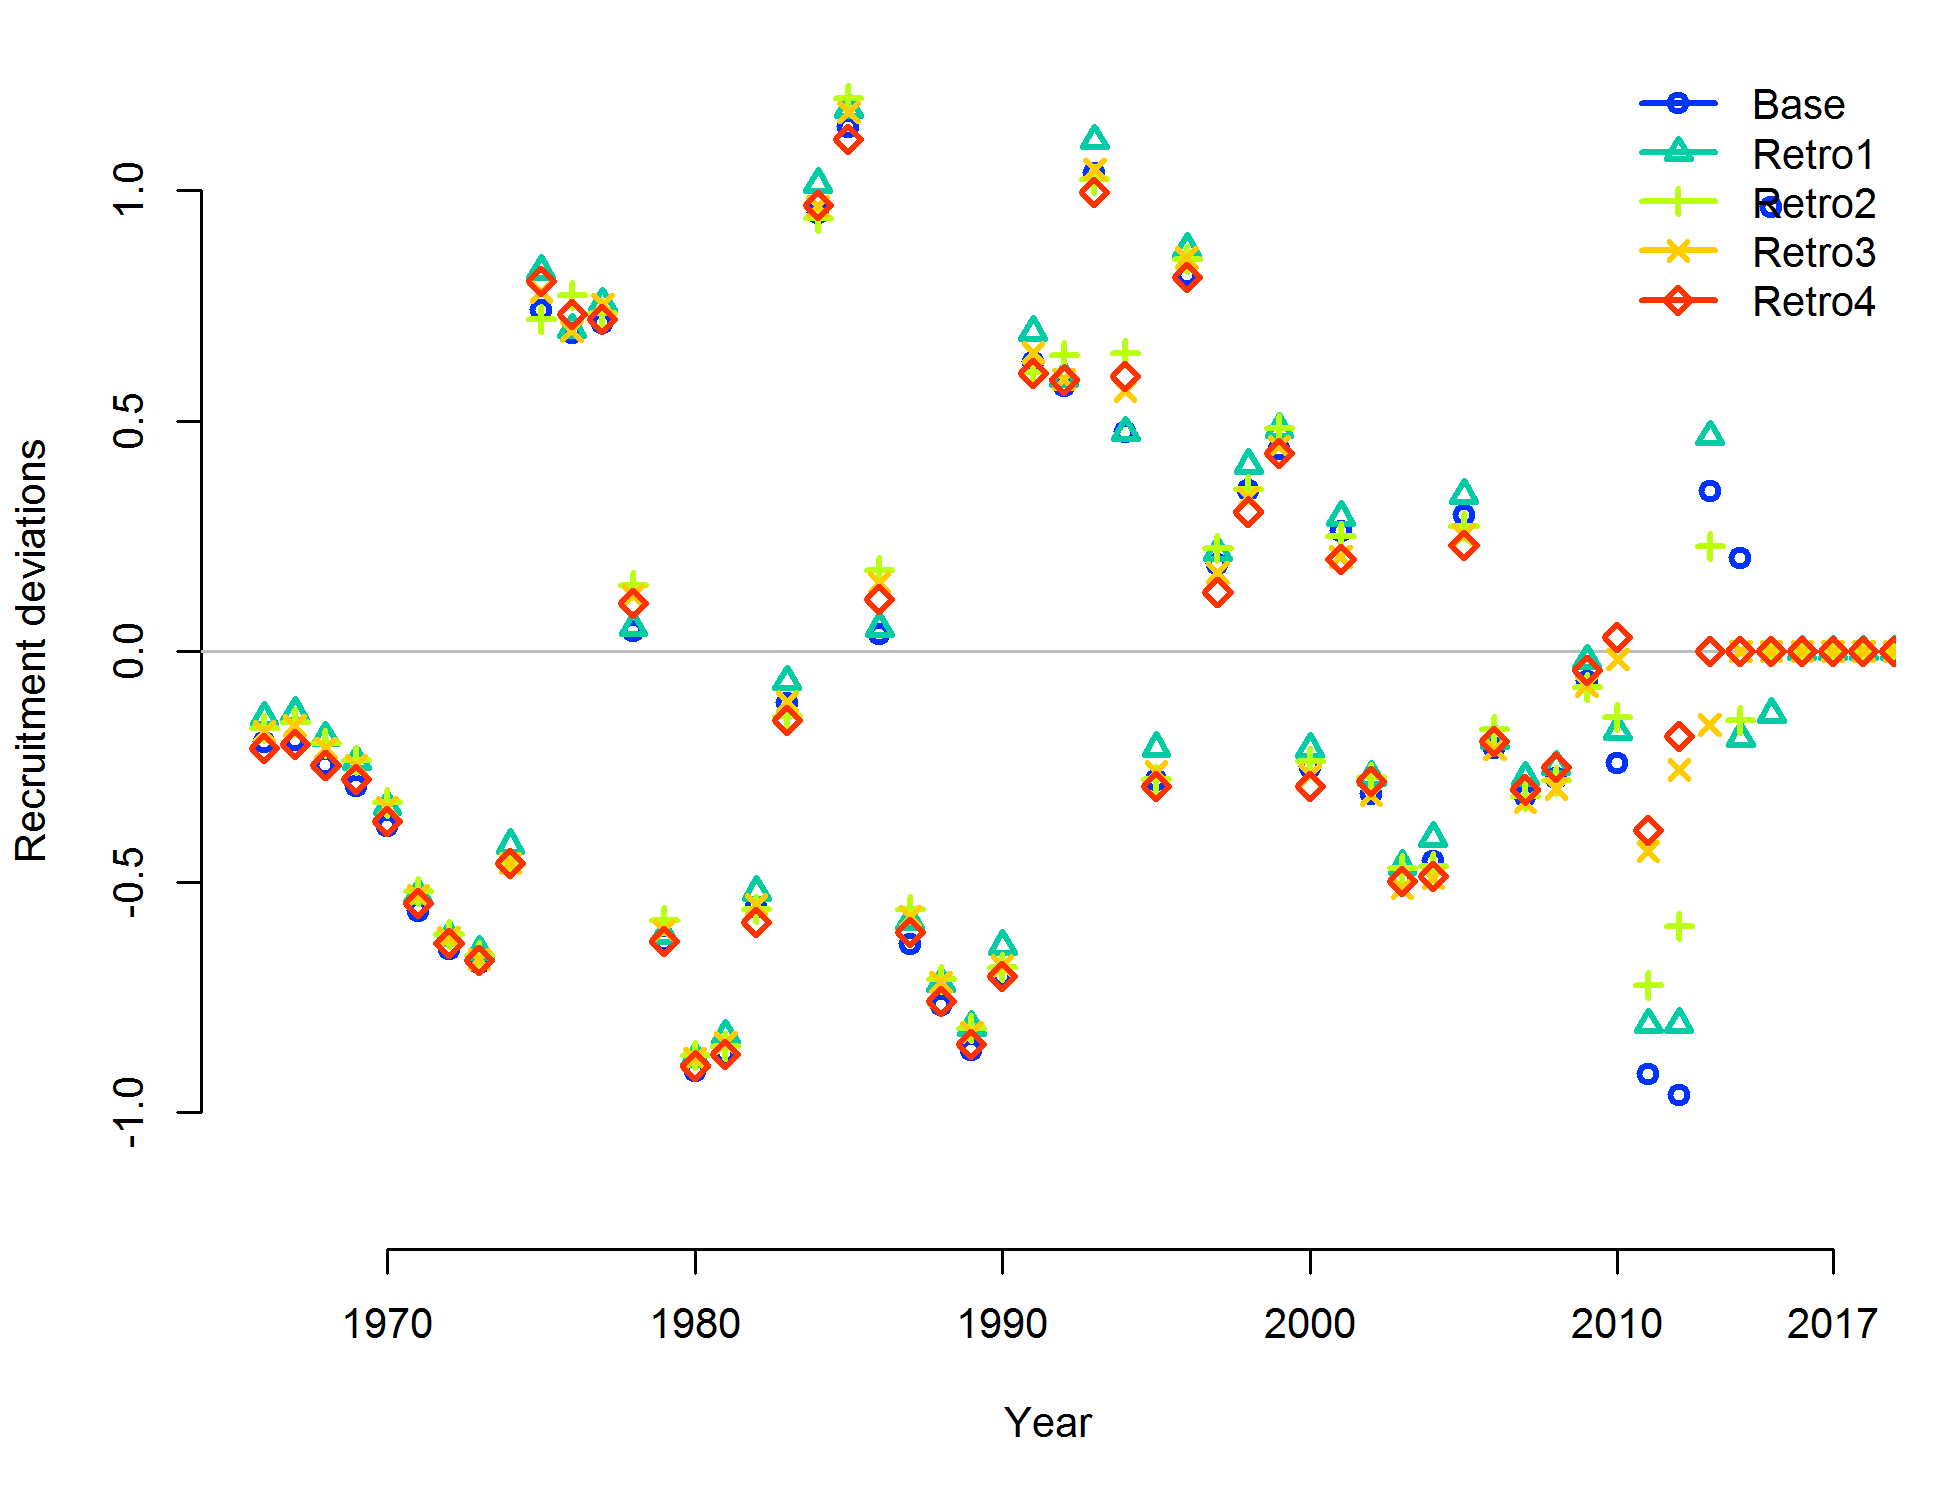 Base
Retro1
Retro2
Retro3
Retro4
1.0
0.5
0.0
-0.5
-1.0
Recruitment deviations
1970
1980
1990
2000
2010
2017
Year